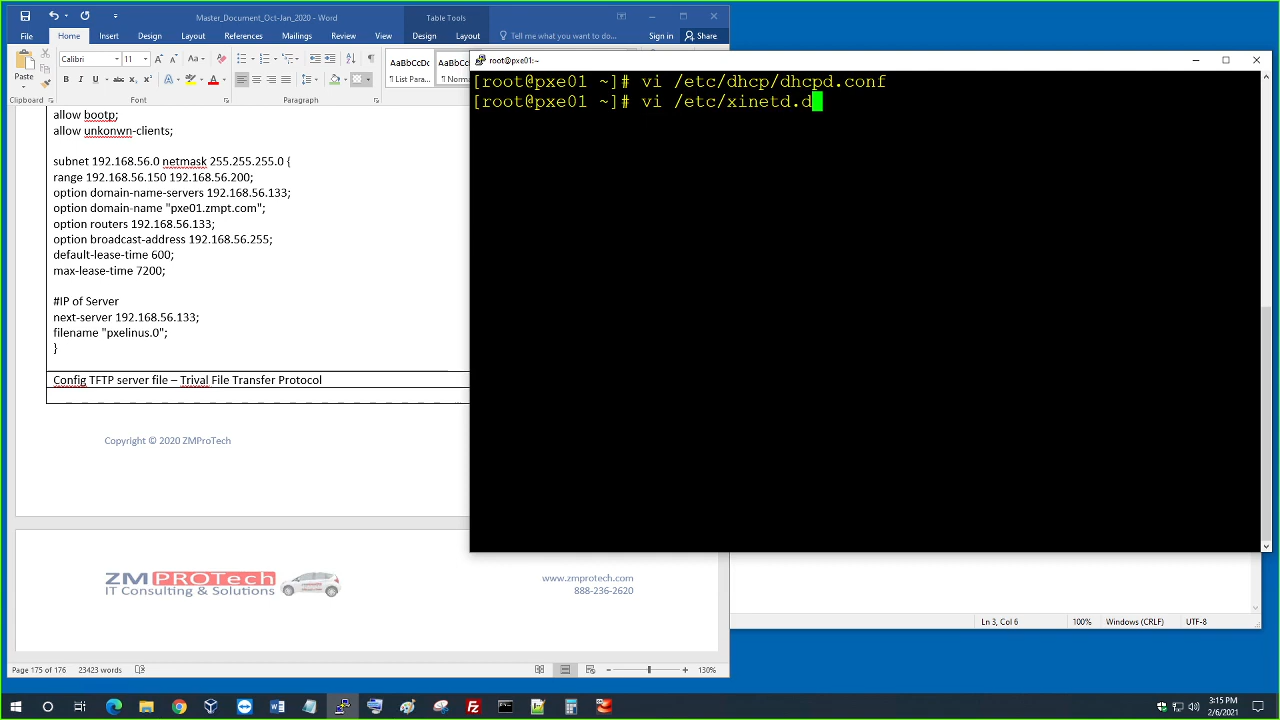 Master_Document_Oct-Jan_2020 - Word
Table Tools
File
Home
Insert
Design
Layout
References
Mailings
Review
View
Design
Layout
Tell me what you want to do...
Sign in
Share
Paste
Calibri
11
Aa
B I U
AaBbCcDc
¶ List Para...
AaBbCcDc
¶ Normal
Clipboard
Font
Paragraph
allow bootp;
allow unkonwn-clients;
subnet 192.168.56.0 netmask 255.255.255.0 {
range 192.168.56.150 192.168.56.200;
option domain-name-servers 192.168.56.133;
option domain-name "pxe01.zmpt.com";
option routers 192.168.56.133;
option broadcast-address 192.168.56.255;
default-lease-time 600;
max-lease-time 7200;
#IP of Server
next-server 192.168.56.133;
filename "pxelinus.0";
}
Config TFTP server file – Trival File Transfer Protocol
Copyright © 2020 ZMProTech
ZMPROTech
IT Consulting & Solutions
www.zmprotech.com
888-236-2620
Page 175 of 176
23423 words
130%
root@pxe01:~
[root@pxe01 ~]# vi /etc/dhcp/dhcpd.conf
[root@pxe01 ~]# vi /etc/xinetd.d
Ln 3, Col 6
100%
Windows (CRLF)
UTF-8
3:15 PM
2/6/2021